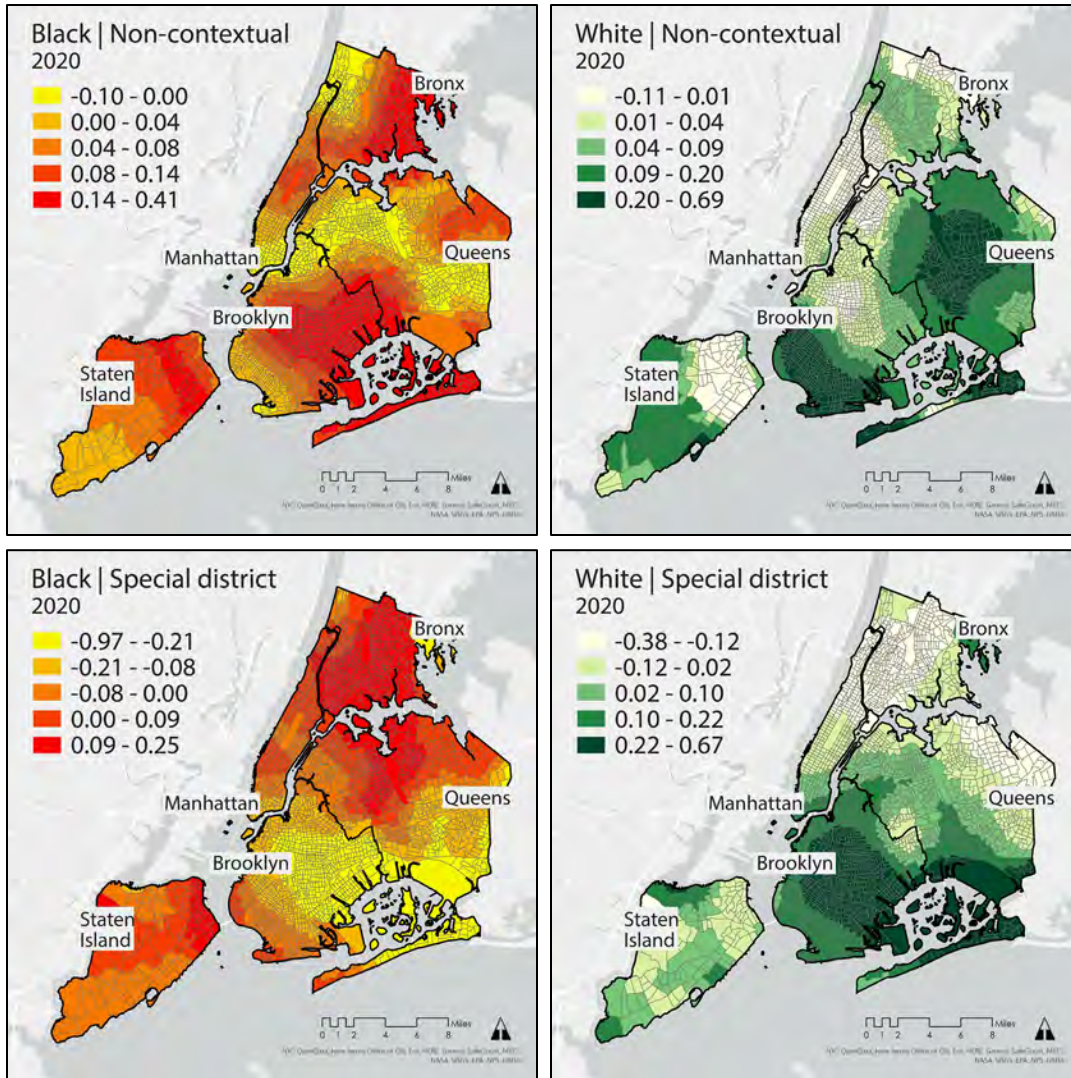 Black | Non-contextual
2020
-0.10 - 0.00
0.00 - 0.04
0.04 - 0.08
0.08 - 0.14
0.14 - 0.41
Bronx
Manhattan
Queens
Brooklyn
Staten
Island
0 1 2 4 6 8
Miles
White | Non-contextual
2020
-0.11 - 0.01
0.01 - 0.04
0.04 - 0.09
0.09 - 0.20
0.20 - 0.69
Bronx
Manhattan
Queens
Brooklyn
Staten
Island
0 1 2 4 6 8
Miles
Black | Special district
2020
-0.97 - -0.21
-0.21 - -0.08
-0.08 - 0.00
0.00 - 0.09
0.09 - 0.25
Bronx
Manhattan
Queens
Brooklyn
Staten
Island
0 1 2 4 6 8
Miles
White | Special district
2020
-0.38 - -0.12
-0.12 - 0.02
0.02 - 0.10
0.10 - 0.22
0.22 - 0.67
Bronx
Manhattan
Queens
Brooklyn
Staten
Island
0 1 2 4 6 8
Miles